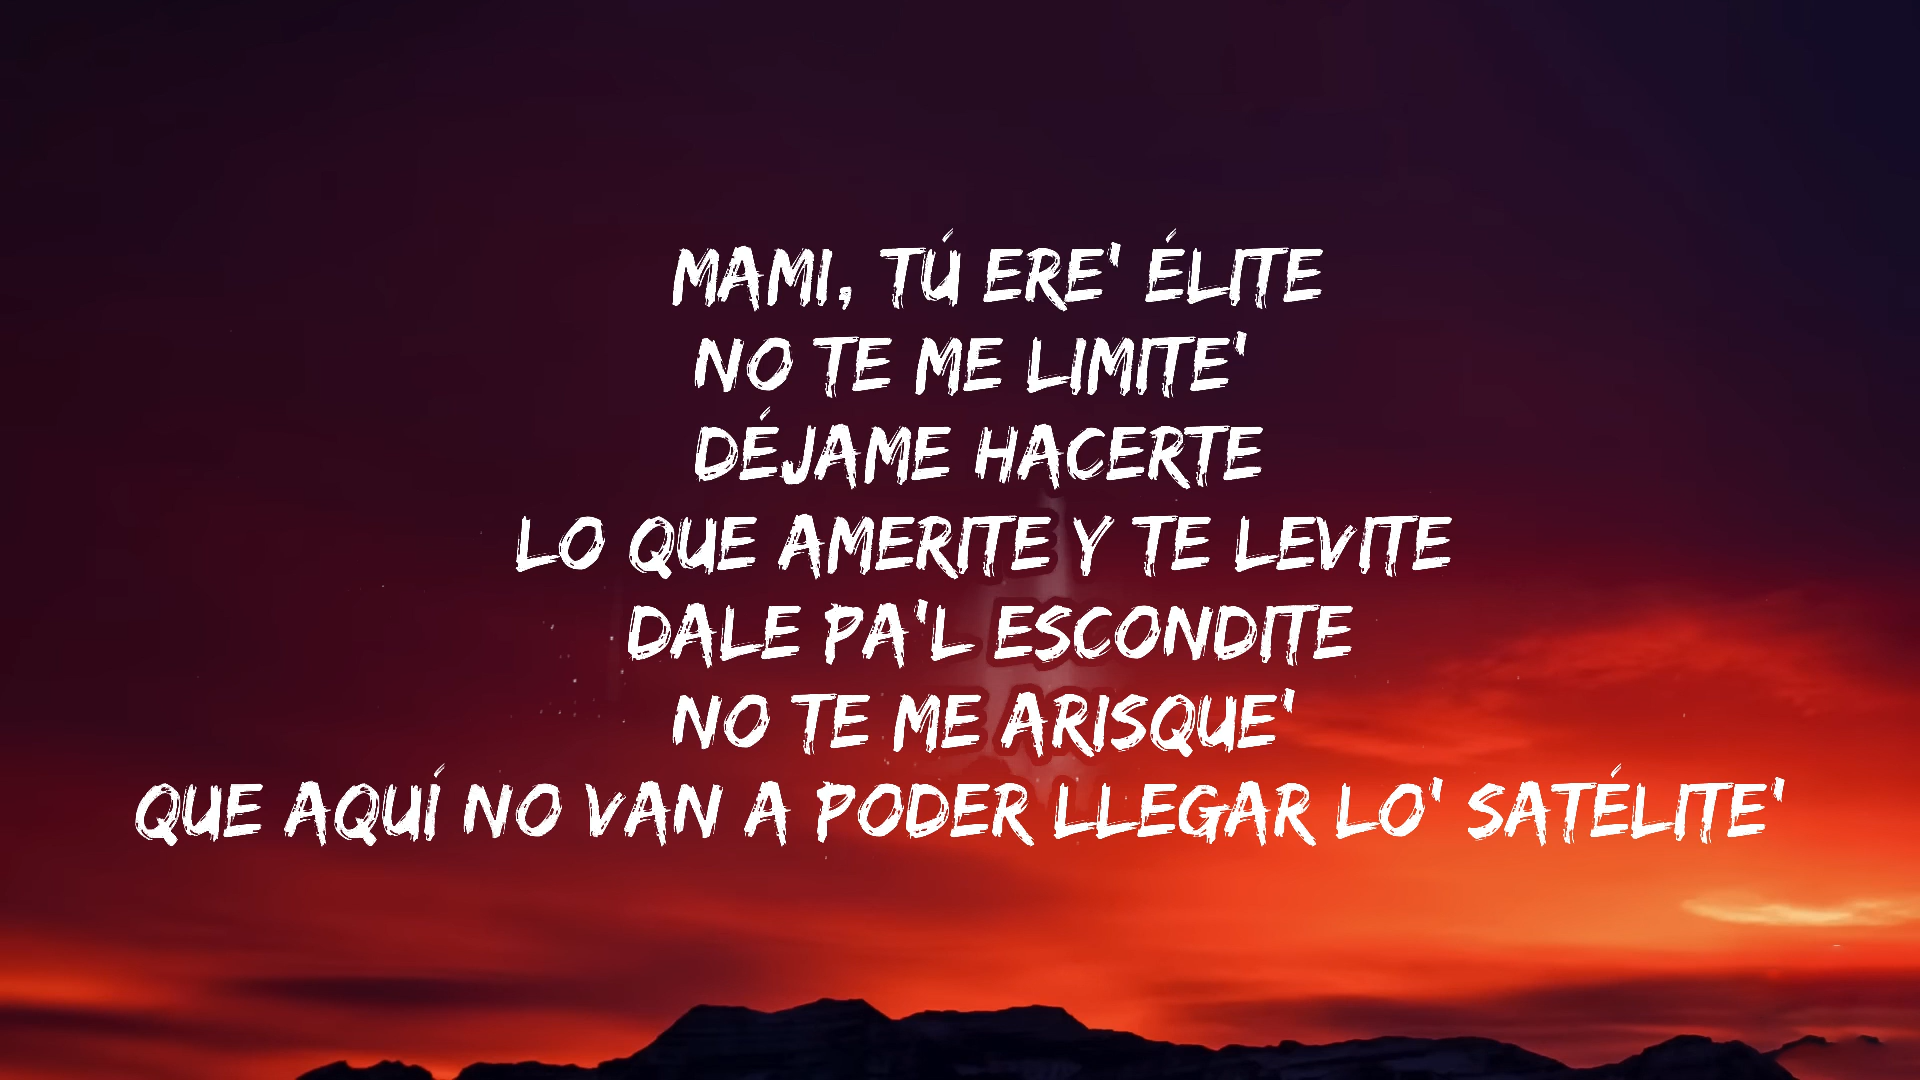 MAMI, TÚ ERE' ÉLITE
NO TE ME LIMITE'
DÉJAME HACERTE
LO QUE AMERITE Y TE LEVITE
DALE PA'L ESCONDITE
NO TE ME ARISQUE'
QUE AQUÍ NO VAN A PODER LLEGAR LO' SATÉLITE'